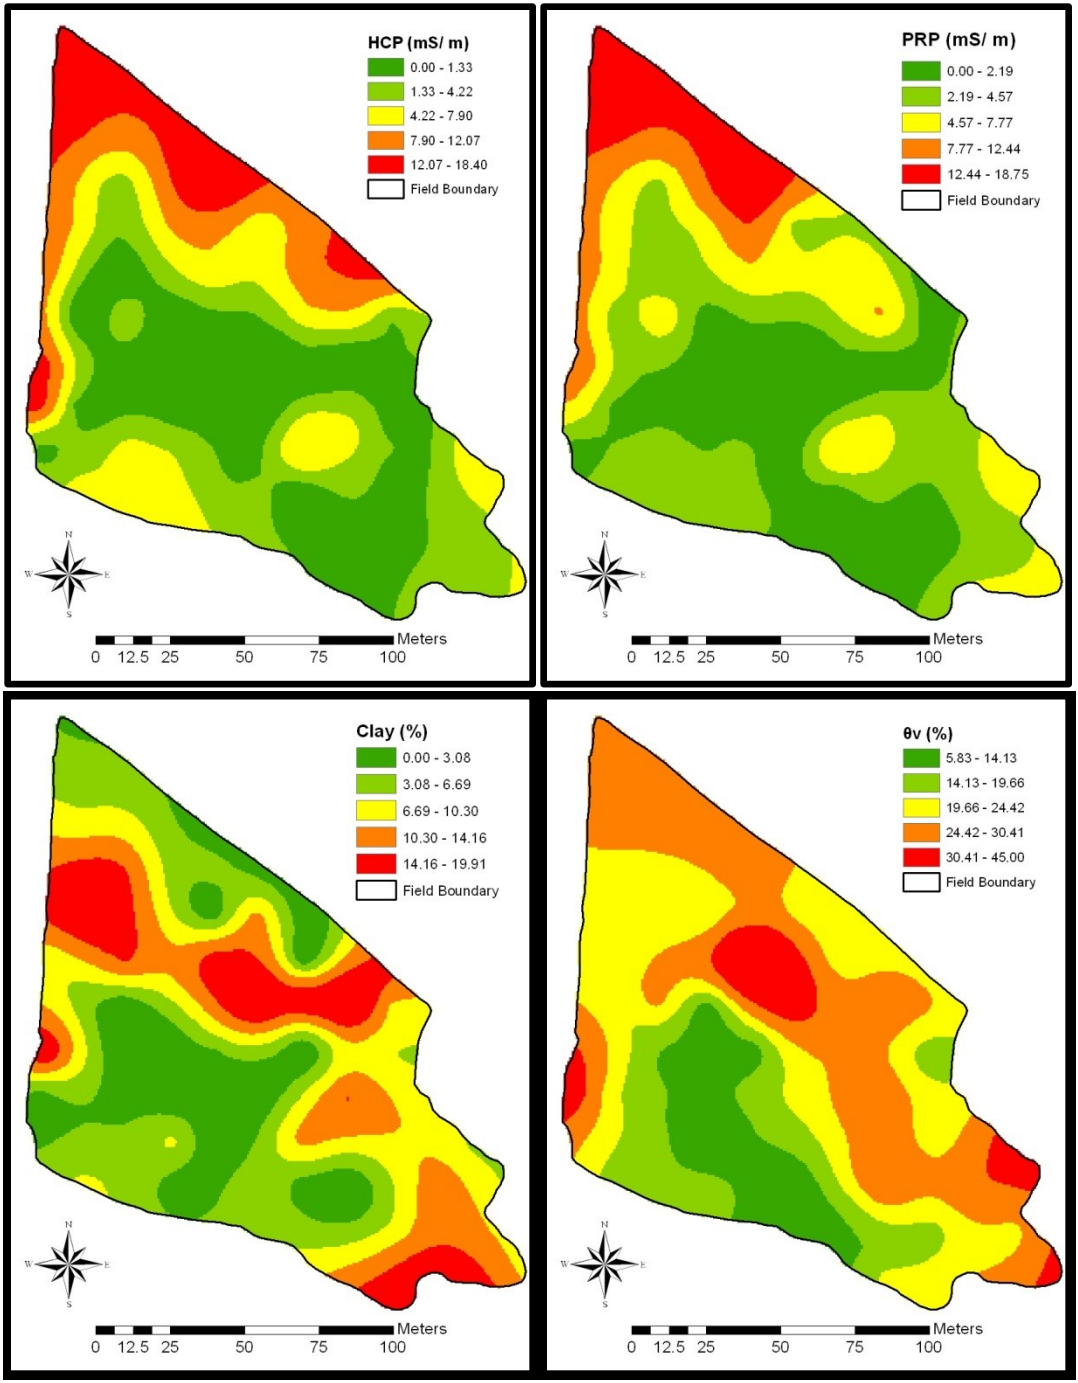 HCP (mS/ m)
0.00 - 1.33
1.33 - 4.22
4.22 - 7.90
7.90 - 12.07
12.07 - 18.40
Field Boundary
N
W E
S
Meters
0 12.5 25 50 75 100
PRP (mS/ m)
0.00 - 2.19
2.19 - 4.57
4.57 - 7.77
7.77 - 12.44
12.44 - 18.75
Field Boundary
N
W E
S
Meters
0 12.5 25 50 75 100
Clay (%)
0.00 - 3.08
3.08 - 6.69
6.69 - 10.30
10.30 - 14.16
14.16 - 19.91
Field Boundary
N
W E
S
Meters
0 12.5 25 50 75 100
θv (%)
5.83 - 14.13
14.13 - 19.66
19.66 - 24.42
24.42 - 30.41
30.41 - 45.00
Field Boundary
N
W E
S
Meters
0 12.5 25 50 75 100